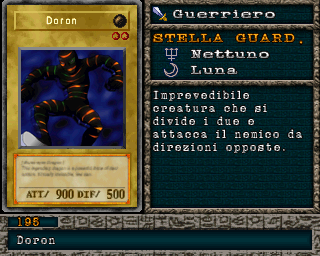 Doron
ATT/ 900 DIF/ 500
Guerriero
STELLA GUARD.
Nettuno
Luna
Imprevedibile
creatura che si
divide i due e
attacca il nemico da
direzioni opposte.
195
Doron